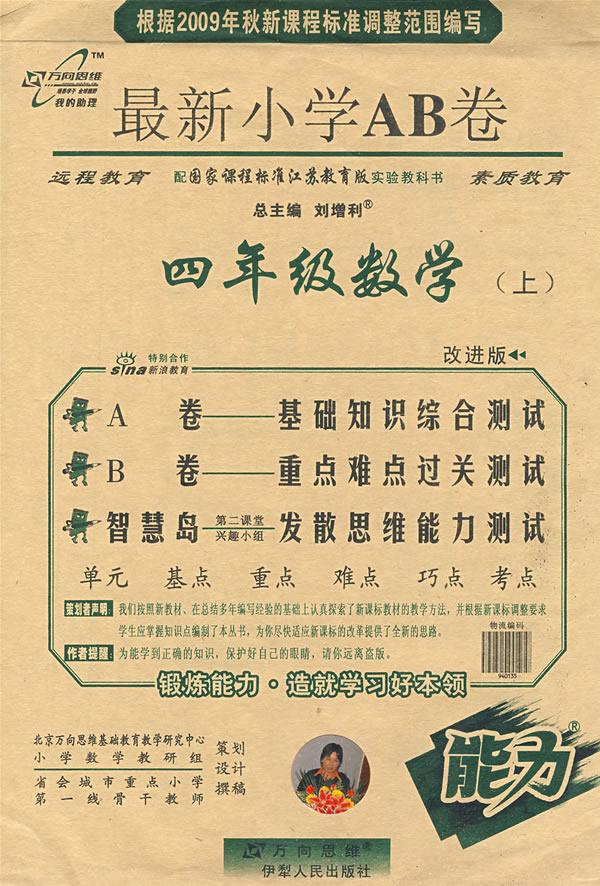 根据2009年秋新课程标准调整范围编写
万向思维™
我的助理
最新小学AB卷
远程教育 配国家课程标准江苏教育版实验教科书 素质教育
总主编 刘增利®
四年级数学（上）
改进版
sina 特别合作
新浪教育
A 卷——基础知识综合测试
B 卷——重点难点过关测试
智慧岛 第二课堂 兴趣小组 发散思维能力测试
单元 基点 重点 难点 巧点 考点
策划者声明：我们按照新教材、在总结多年编写经验的基础上认真探索了新课标教材的教学方法，并根据新课标调整要求
学生应掌握知识点编制了本丛书，为你尽快适应新课标的改革提供了全新的思路。
作者提醒：为能学到正确的知识，保护好自己的眼睛，请你远离盗版。
物流编码
940135
锻炼能力·造就学习好本领
北京万向思维基础教育教学研究中心
小学数学教研组
省会城市重点小学
第一线骨干教师
策划
设计
撰稿
能力®
万向思维®
伊犁人民出版社